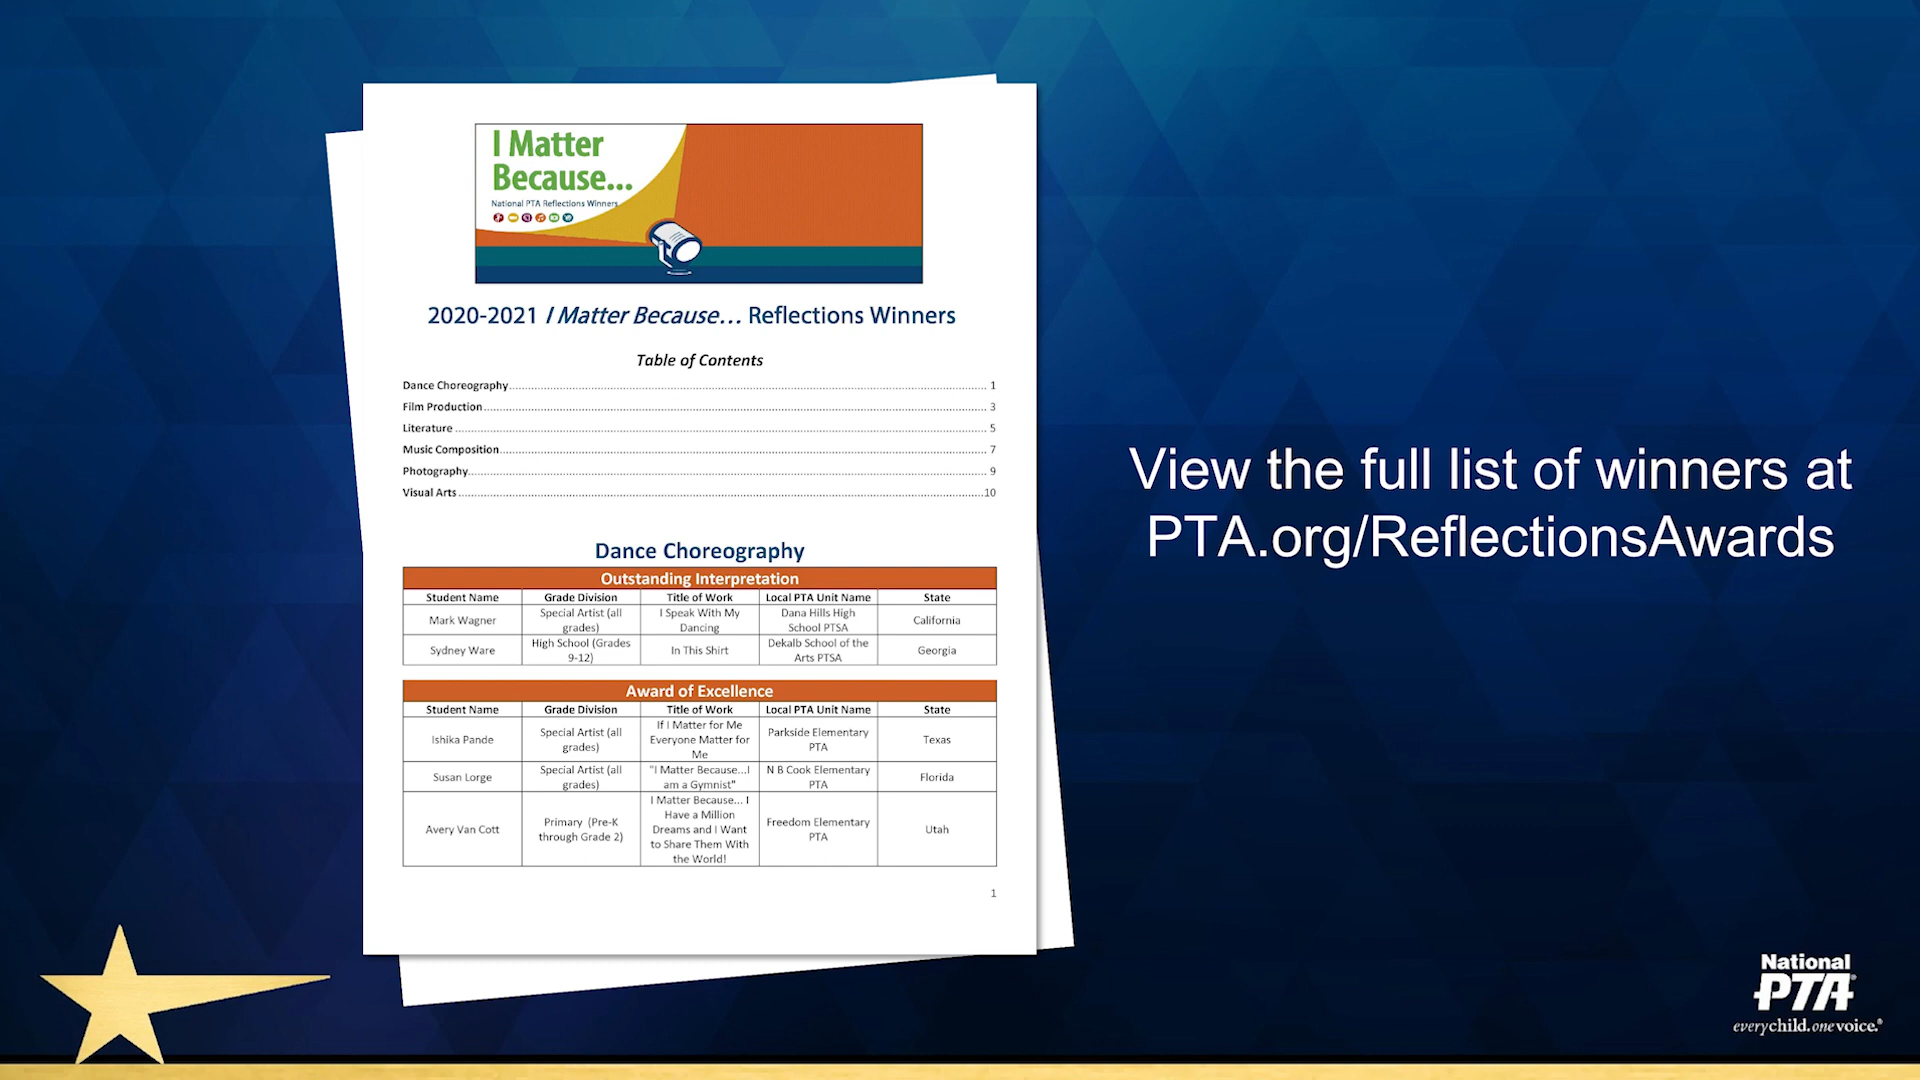 I Matter
Because...
National PTA Reflections Winners
2020-2021 I Matter Because... Reflections Winners
Table of Contents
Dance Choreography 1
Film Production 3
Literature 5
Music Composition 7
Photography 9
Visual Arts 10
Dance Choreography
Outstanding Interpretation
Student Name Grade Division Title of Work Local PTA Unit Name State
Mark Wagner Special Artist (all grades) I Speak With My Dancing Dana Hills High School PTSA California
Sydney Ware High School (Grades 9-12) In This Shirt Dekalb School of the Arts PTSA Georgia
Award of Excellence
Student Name Grade Division Title of Work Local PTA Unit Name State
Ishika Pande Special Artist (all grades) If I Matter for Me Everyone Matter for Me Parkside Elementary PTA Texas
Susan Lorge Special Artist (all grades) "I Matter Because...I am a Gymnist" N B Cook Elementary PTA Florida
Avery Van Cott Primary (Pre-K through Grade 2) I Matter Because... I Have a Million Dreams and I Want to Share Them With the World! Freedom Elementary PTA Utah
1
View the full list of winners at
PTA.org/ReflectionsAwards
National
PTA®
everychild.onevoice.®